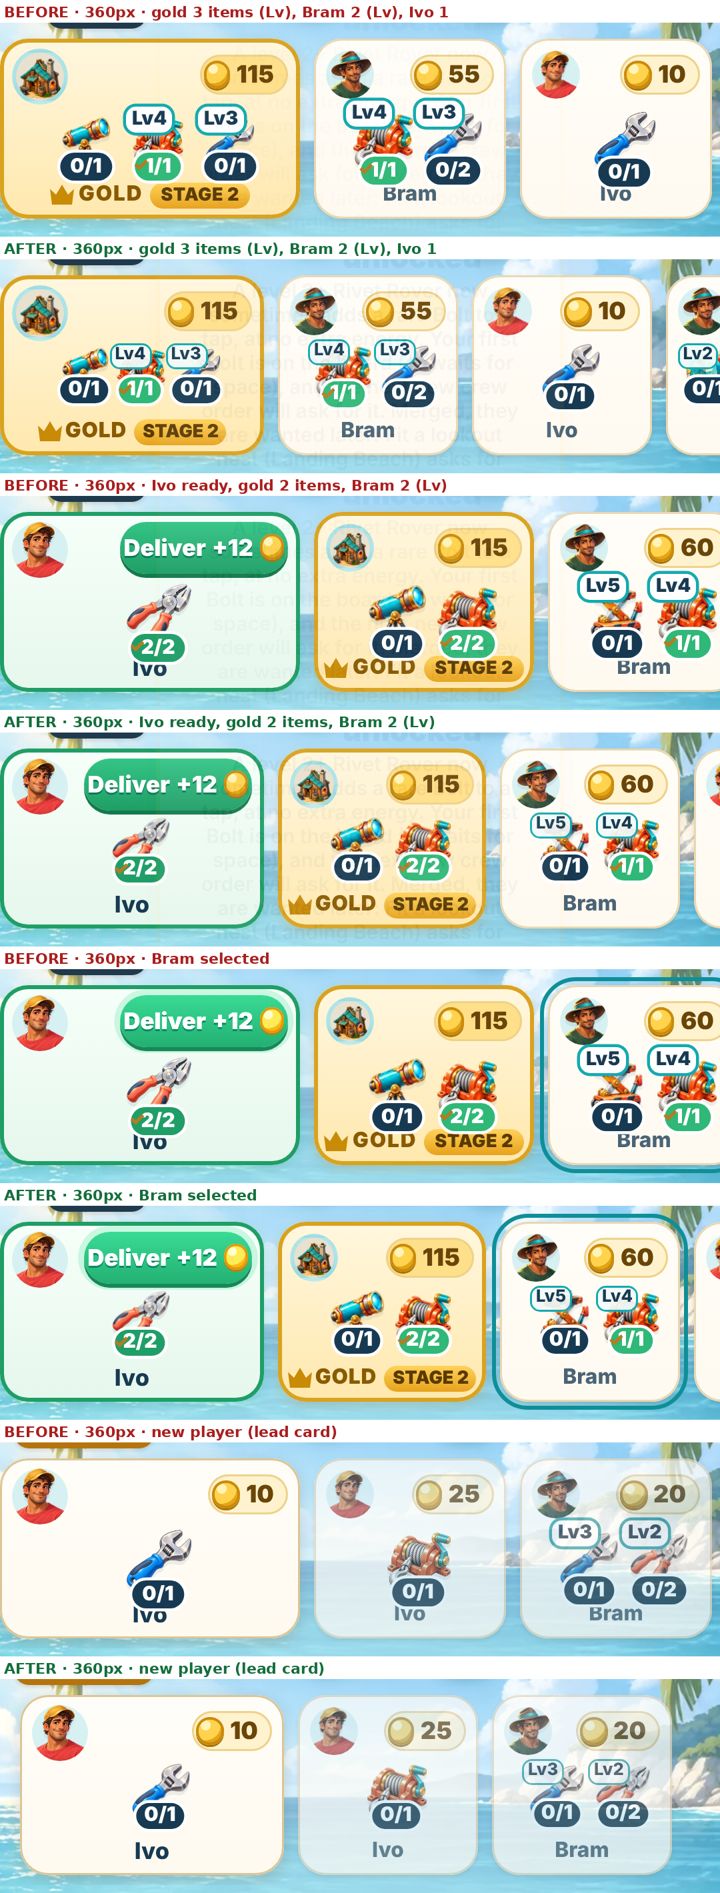 BEFORE · 360px · gold 3 items (Lv), Bram 2 (Lv), Ivo 1
115 55 10
Lv4 Lv3 Lv4 Lv3
0/1 1/1 0/1 1/1 0/2 0/1
GOLD STAGE 2 Bram Ivo
AFTER · 360px · gold 3 items (Lv), Bram 2 (Lv), Ivo 1
115 55 10
Lv4 Lv3 Lv4 Lv3 Lv2
0/1 1/1 0/1 1/1 0/2 0/1
GOLD STAGE 2 Bram Ivo
BEFORE · 360px · Ivo ready, gold 2 items, Bram 2 (Lv)
Deliver +12 115 60
Lv5 Lv4
2/2 0/1 2/2 0/1 1/1
Ivo GOLD STAGE 2 Bram
AFTER · 360px · Ivo ready, gold 2 items, Bram 2 (Lv)
Deliver +12 115 60
Lv5 Lv4
2/2 0/1 2/2 0/1 1/1
Ivo GOLD STAGE 2 Bram
BEFORE · 360px · Bram selected
Deliver +12 115 60
Lv5 Lv4
2/2 0/1 2/2 0/1 1/1
Ivo GOLD STAGE 2 Bram
AFTER · 360px · Bram selected
Deliver +12 115 60
Lv5 Lv4
2/2 0/1 2/2 0/1 1/1
Ivo GOLD STAGE 2 Bram
BEFORE · 360px · new player (lead card)
10 25 20
Lv3 Lv2
0/1 0/1 0/1 0/2
Ivo Ivo Bram
AFTER · 360px · new player (lead card)
10 25 20
Lv3 Lv2
0/1 0/1 0/1 0/2
Ivo Ivo Bram